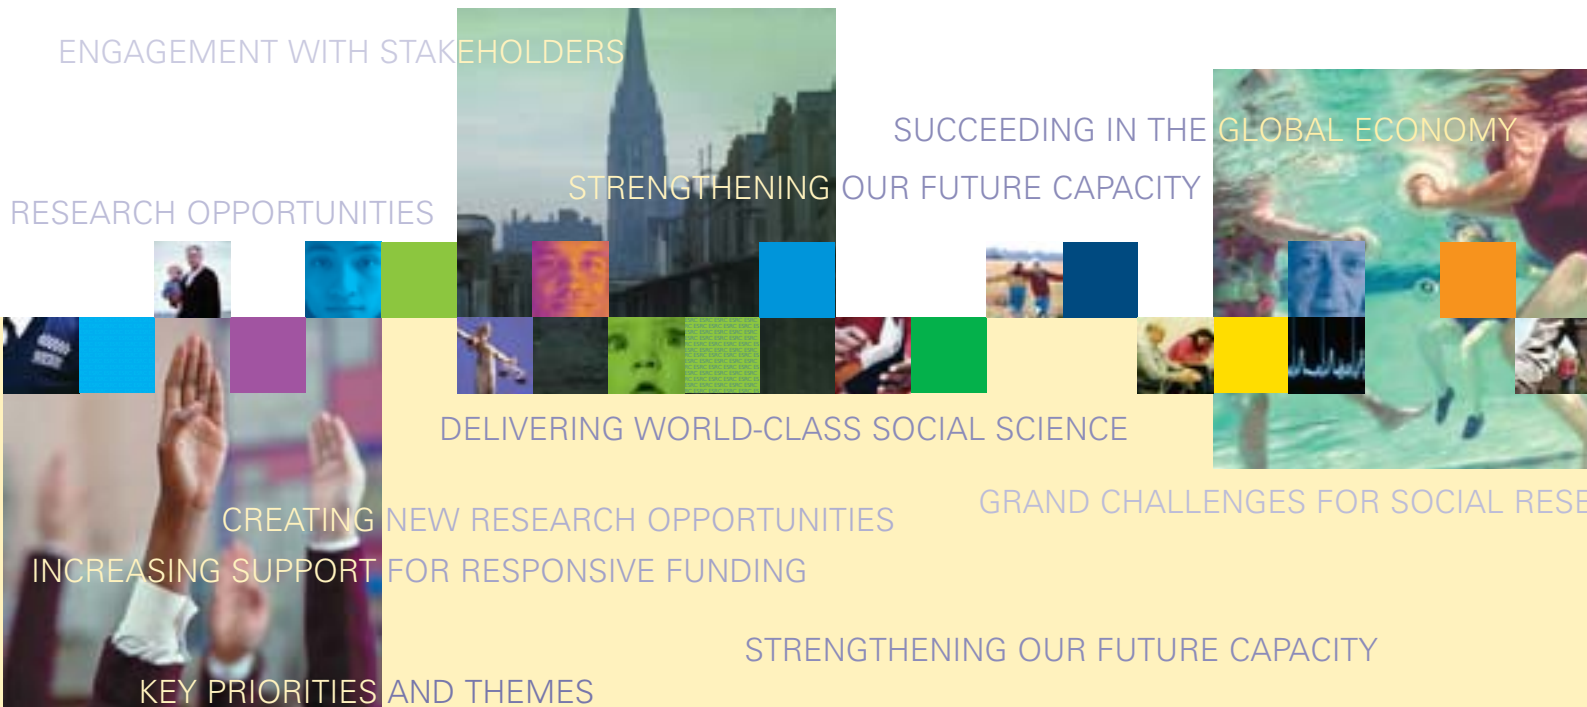 ENGAGEMENT WITH STAKEHOLDERS
SUCCEEDING IN THE GLOBAL ECONOMY
STRENGTHENING OUR FUTURE CAPACITY
RESEARCH OPPORTUNITIES
DELIVERING WORLD-CLASS SOCIAL SCIENCE
GRAND CHALLENGES FOR SOCIAL RESE
CREATING NEW RESEARCH OPPORTUNITIES
INCREASING SUPPORT FOR RESPONSIVE FUNDING
STRENGTHENING OUR FUTURE CAPACITY
KEY PRIORITIES AND THEMES